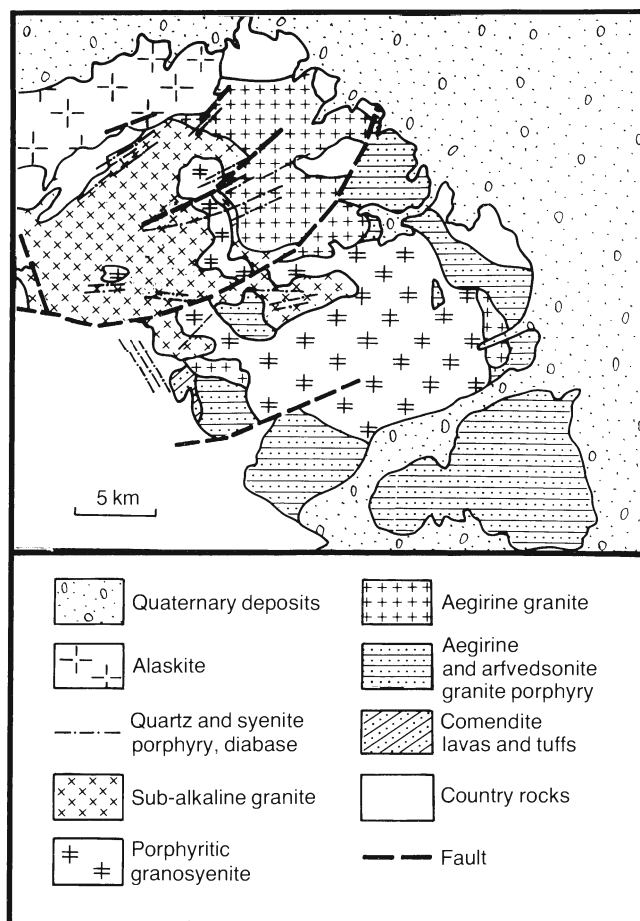 5 km
Quaternary deposits
Alaskite
Quartz and syenite
porphyry, diabase
Sub-alkaline granite
Porphyritic
granosyenite
Aegirine granite
Aegirine
and arfvedsonite
granite porphyry
Comendite
lavas and tuffs
Country rocks
Fault